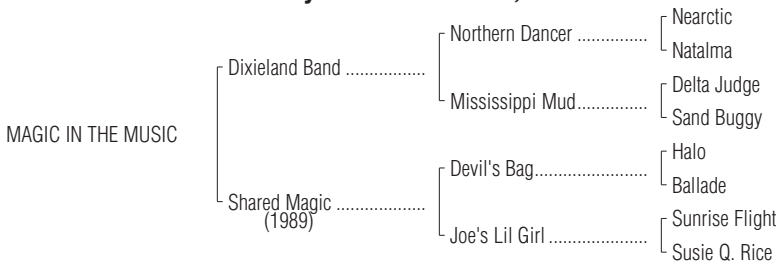 Nearctic
Northern Dancer ...............
Natalma
Dixieland Band .................
Delta Judge
Mississippi Mud...............
Sand Buggy
MAGIC IN THE MUSIC
Halo
Devil's Bag.......................
Ballade
Shared Magic ...................
(1989)
Sunrise Flight
Joe's Lil Girl .....................
Susie Q. Rice